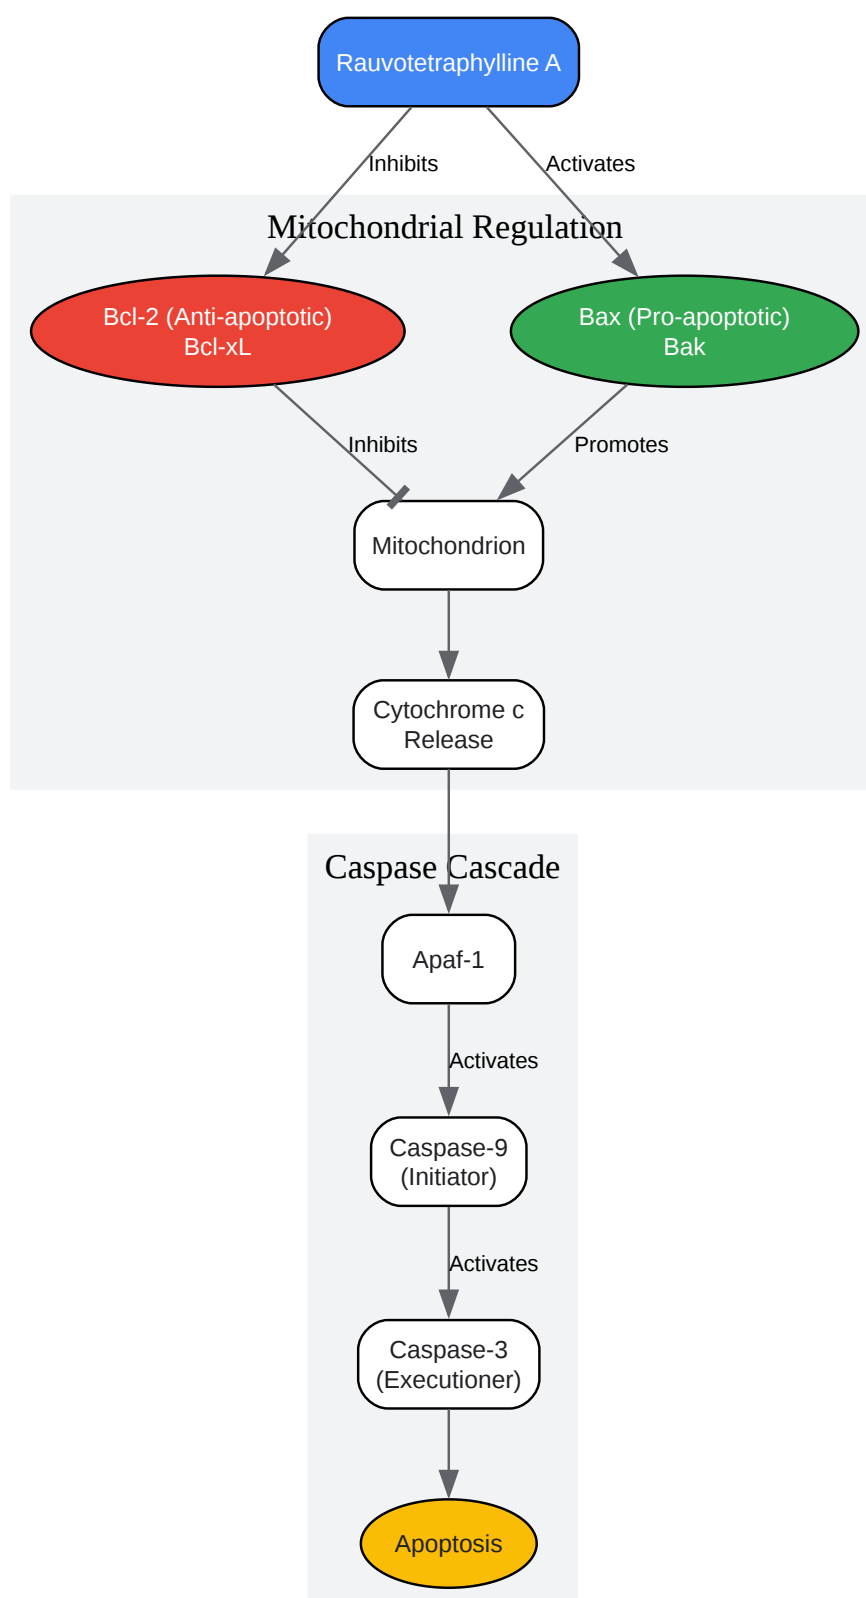 Rauvotetraphylline A
Inhibits
Activates
Mitochondrial Regulation
Bcl-2 (Anti-apoptotic)
Bcl-xL
Bax (Pro-apoptotic)
Bak
Inhibits
Promotes
Mitochondrion
Cytochrome c
Release
Caspase Cascade
Apaf-1
Activates
Caspase-9
(Initiator)
Activates
Caspase-3
(Executioner)
Apoptosis